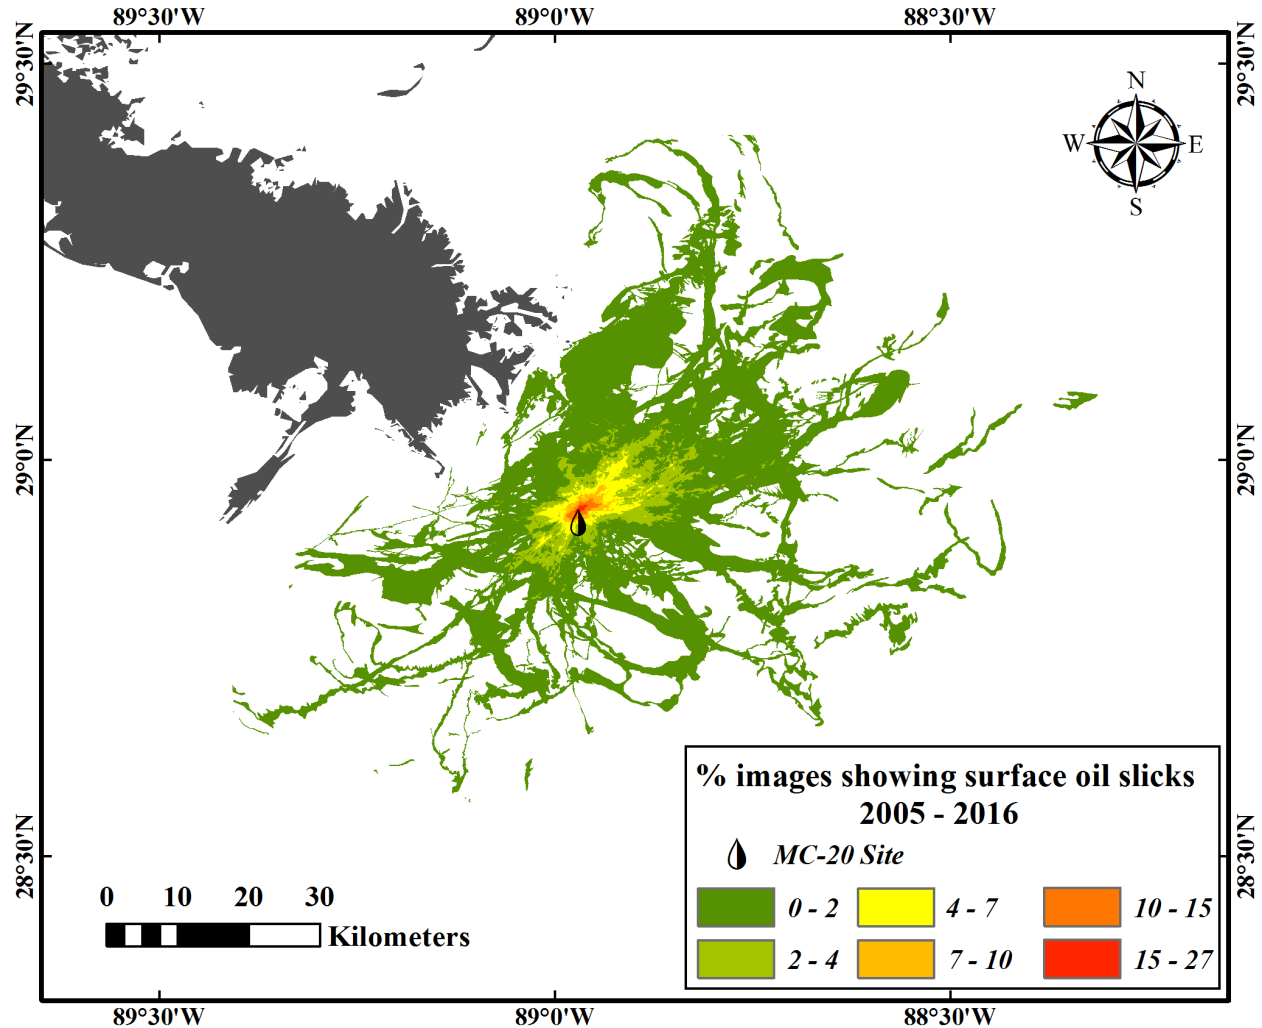 89°30'W 89°0'W 88°30'W
29°30'N 29°30'N
N
W E
S
29°0'N 29°0'N
% images showing surface oil slicks
2005 - 2016
MC-20 Site
28°30'N 28°30'N
0 - 2 4 - 7 10 - 15
2 - 4 7 - 10 15 - 27
0 10 20 30
Kilometers
89°30'W 89°0'W 88°30'W